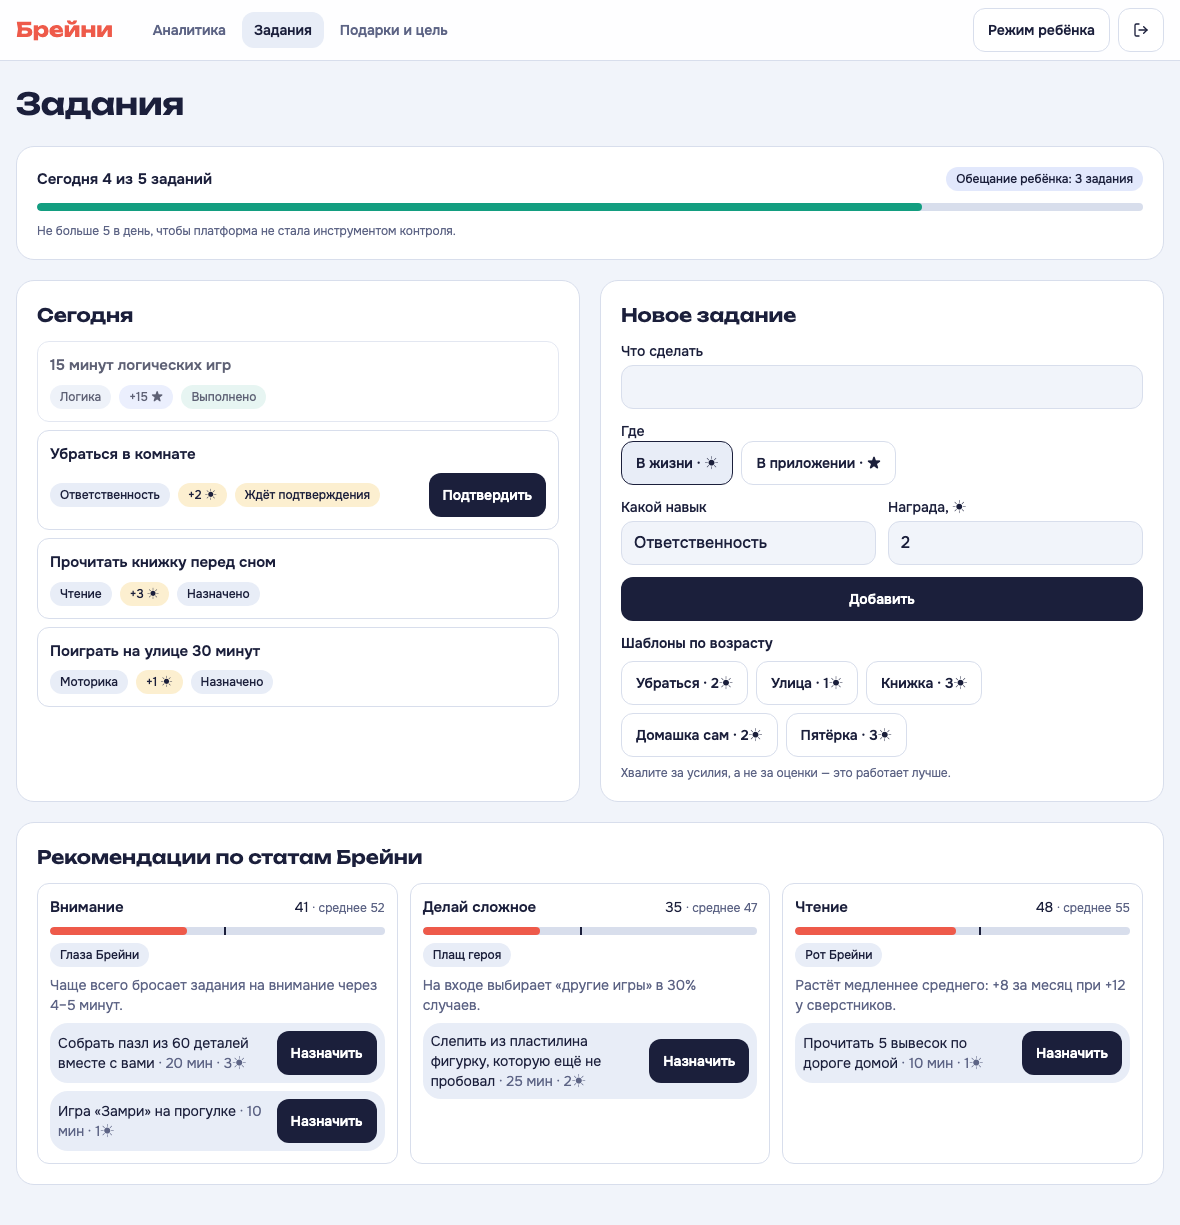 Брейни
Аналитика
Задания
Подарки и цель
Режим ребёнка
Задания
Сегодня 4 из 5 заданий
Обещание ребёнка: 3 задания
Не больше 5 в день, чтобы платформа не стала инструментом контроля.
Сегодня
15 минут логических игр
Логика
+15 ★
Выполнено
Убраться в комнате
Ответственность
+2 ☀
Ждёт подтверждения
Подтвердить
Прочитать книжку перед сном
Чтение
+3 ☀
Назначено
Поиграть на улице 30 минут
Моторика
+1 ☀
Назначено
Новое задание
Что сделать
Где
В жизни · ☀
В приложении · ★
Какой навык
Награда, ☀
Ответственность
2
Добавить
Шаблоны по возрасту
Убраться · 2☀
Улица · 1☀
Книжка · 3☀
Домашка сам · 2☀
Пятёрка · 3☀
Хвалите за усилия, а не за оценки — это работает лучше.
Рекомендации по статам Брейни
Внимание
41 · среднее 52
Глаза Брейни
Чаще всего бросает задания на внимание через
4–5 минут.
Собрать пазл из 60 деталей
вместе с вами · 20 мин · 3☀
Назначить
Игра «Замри» на прогулке · 10
мин · 1☀
Назначить
Делай сложное
35 · среднее 47
Плащ героя
На входе выбирает «другие игры» в 30%
случаев.
Слепить из пластилина
фигурку, которую ещё не
пробовал · 25 мин · 2☀
Назначить
Чтение
48 · среднее 55
Рот Брейни
Растёт медленнее среднего: +8 за месяц при +12
у сверстников.
Прочитать 5 вывесок по
дороге домой · 10 мин · 1☀
Назначить